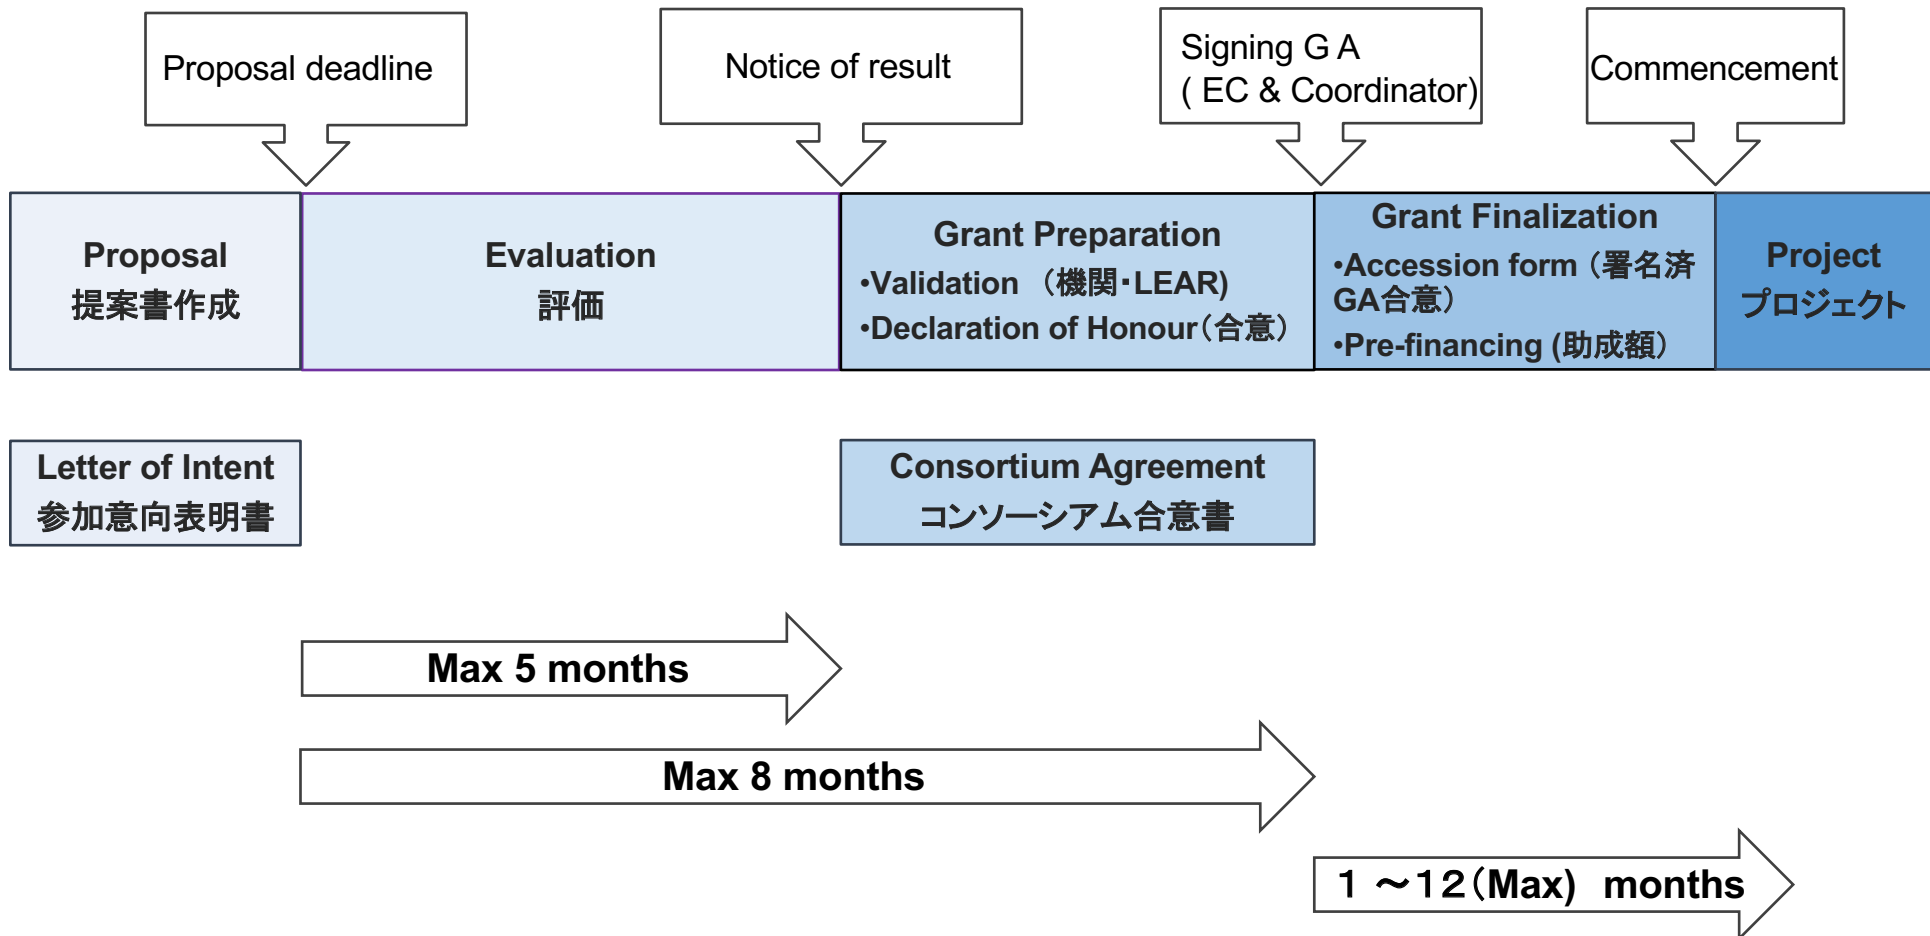 Proposal deadline
Notice of result
Signing G A
( EC & Coordinator)
Commencement
Proposal
提案書作成
Evaluation
評価
Grant Preparation
•Validation （機関・LEAR)
•Declaration of Honour（合意）
Grant Finalization
•Accession form（署名済
GA合意）
•Pre-financing (助成額）
Project
プロジェクト
Letter of Intent
参加意向表明書
Consortium Agreement
コンソーシアム合意書
Max 5 months
Max 8 months
１～１２（Max) months